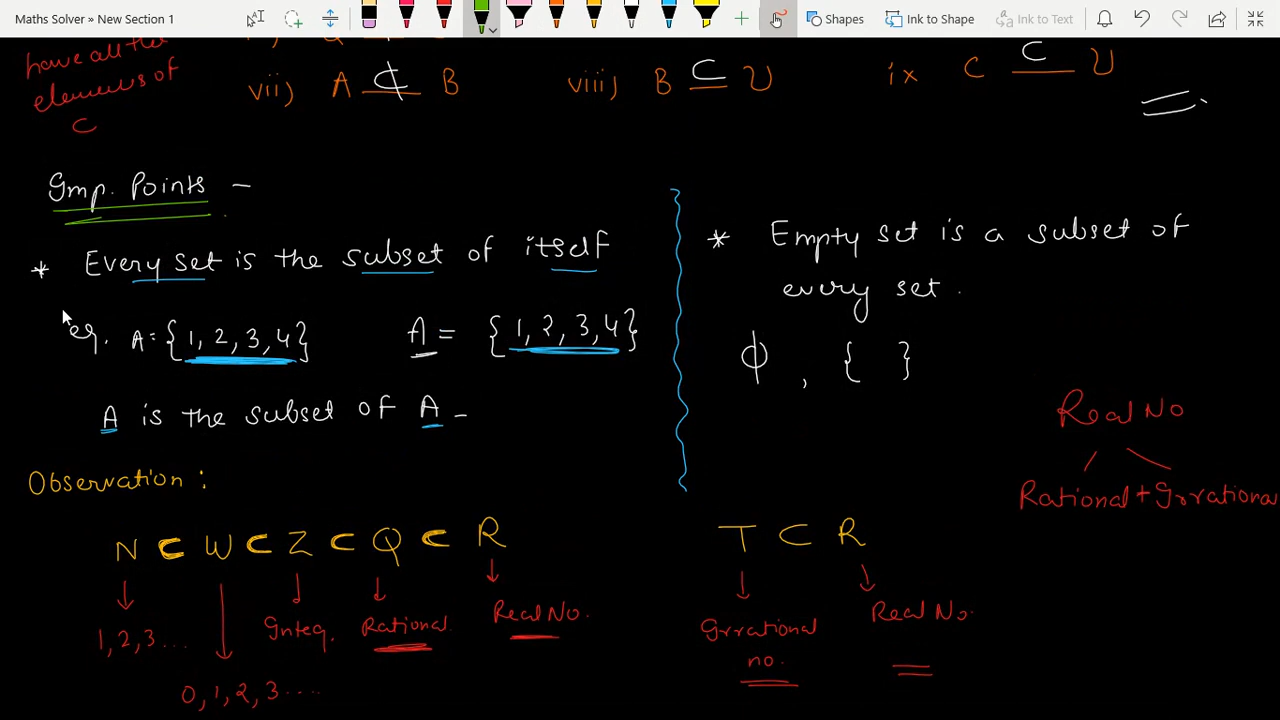 Maths Solver » New Section 1
Shapes
Ink to Shape
Ink to Text
have all the
elements of
C
vii) A ⊄ B
viii) B ⊂ U
ix C ⊂ U
Imp. Points –
* Every set is the subset of itself
eg. A = {1, 2, 3, 4} A = {1, 2, 3, 4}
A is the subset of A –
* Empty set is a subset of
every set .
ϕ , { }
Real No
Rational + Irrational
Observation :
N ⊂ W ⊂ Z ⊂ Q ⊂ R
1, 2, 3 ...
0, 1, 2, 3 ....
Integ.
Rational
Real No.
T ⊂ R
Irrational
no.
Real No.